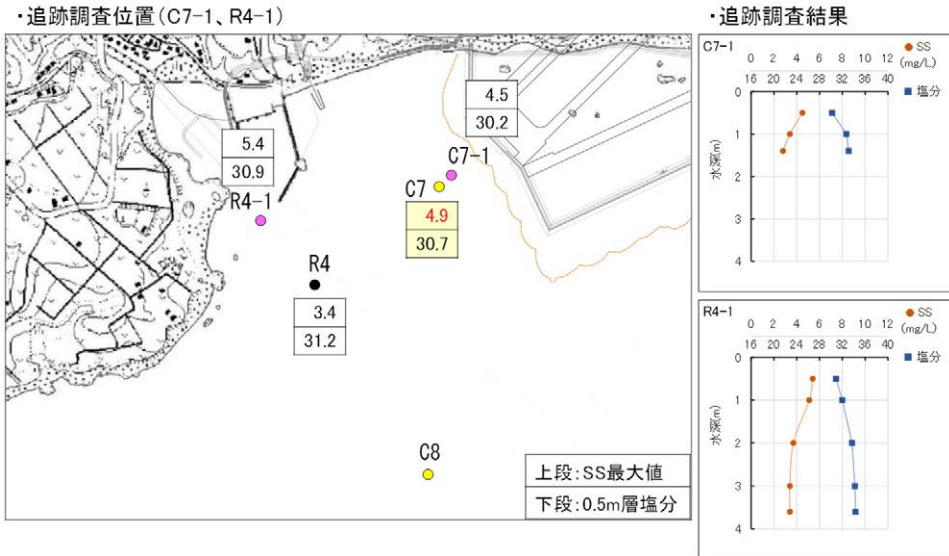 ・追跡調査位置(C7-1、R4-1)
5.4
30.9
R4-1
4.5
30.2
C7-1
C7
4.9
30.7
R4
3.4
31.2
C8
上段:SS最大値
下段:0.5m層塩分
・追跡調査結果
C7-1
0 2 4 6 8 10 12
16 20 24 28 32 36 40
SS
(mg/L)
塩分
水深(m)
0
1
2
3
4
R4-1
0 2 4 6 8 10 12
16 20 24 28 32 36 40
SS
(mg/L)
塩分
水深(m)
0
1
2
3
4